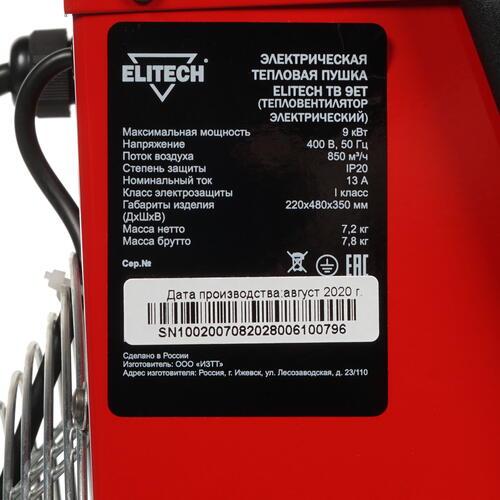 ELITECH
ЭЛЕКТРИЧЕСКАЯ
ТЕПЛОВАЯ ПУШКА
ELITECH ТВ 9ЕТ
(ТЕПЛОВЕНТИЛЯТОР
ЭЛЕКТРИЧЕСКИЙ)
Максимальная мощность 9 кВт
Напряжение 400 В, 50 Гц
Поток воздуха 850 м³/ч
Степень защиты IP20
Номинальный ток 13 А
Класс электрозащиты I класс
Габариты изделия 220х480х350 мм
(ДхШхВ)
Масса нетто 7,2 кг
Масса брутто 7,8 кг
Сер.№
EAC
Дата производства:август 2020 г.
SN1002007082028006100796
Сделано в России
Изготовитель: ООО «ИЗТТ»
Адрес изготовителя: Россия, г. Ижевск, ул. Лесозаводская, д. 23/110